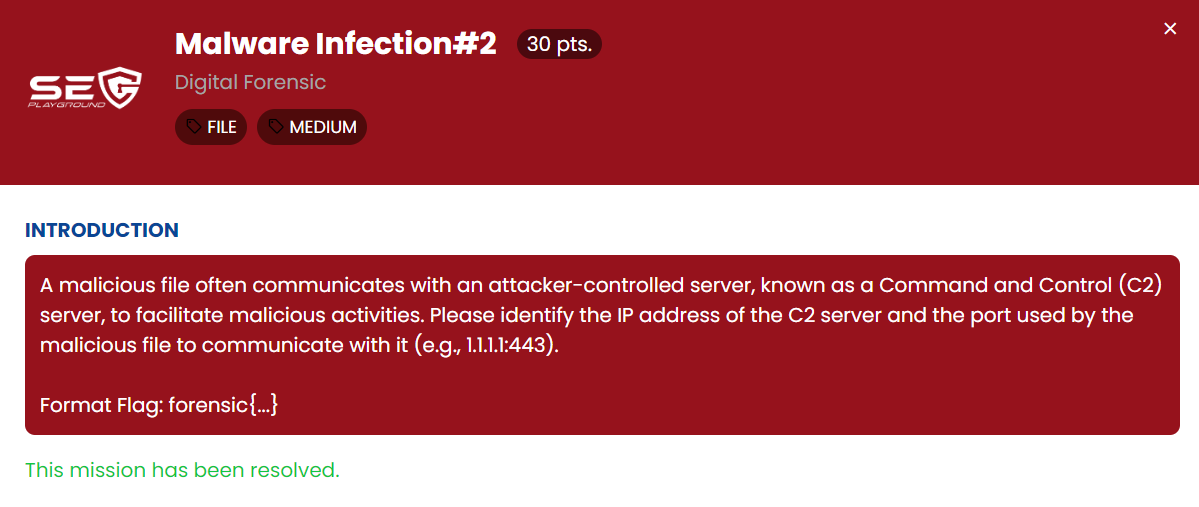 Malware Infection#2 30 pts.
×
SEC
PLAYGROUND
Digital Forensic
FILE MEDIUM
INTRODUCTION
A malicious file often communicates with an attacker-controlled server, known as a Command and Control (C2)
server, to facilitate malicious activities. Please identify the IP address of the C2 server and the port used by the
malicious file to communicate with it (e.g., 1.1.1.1:443).
Format Flag: forensic{...}
This mission has been resolved.